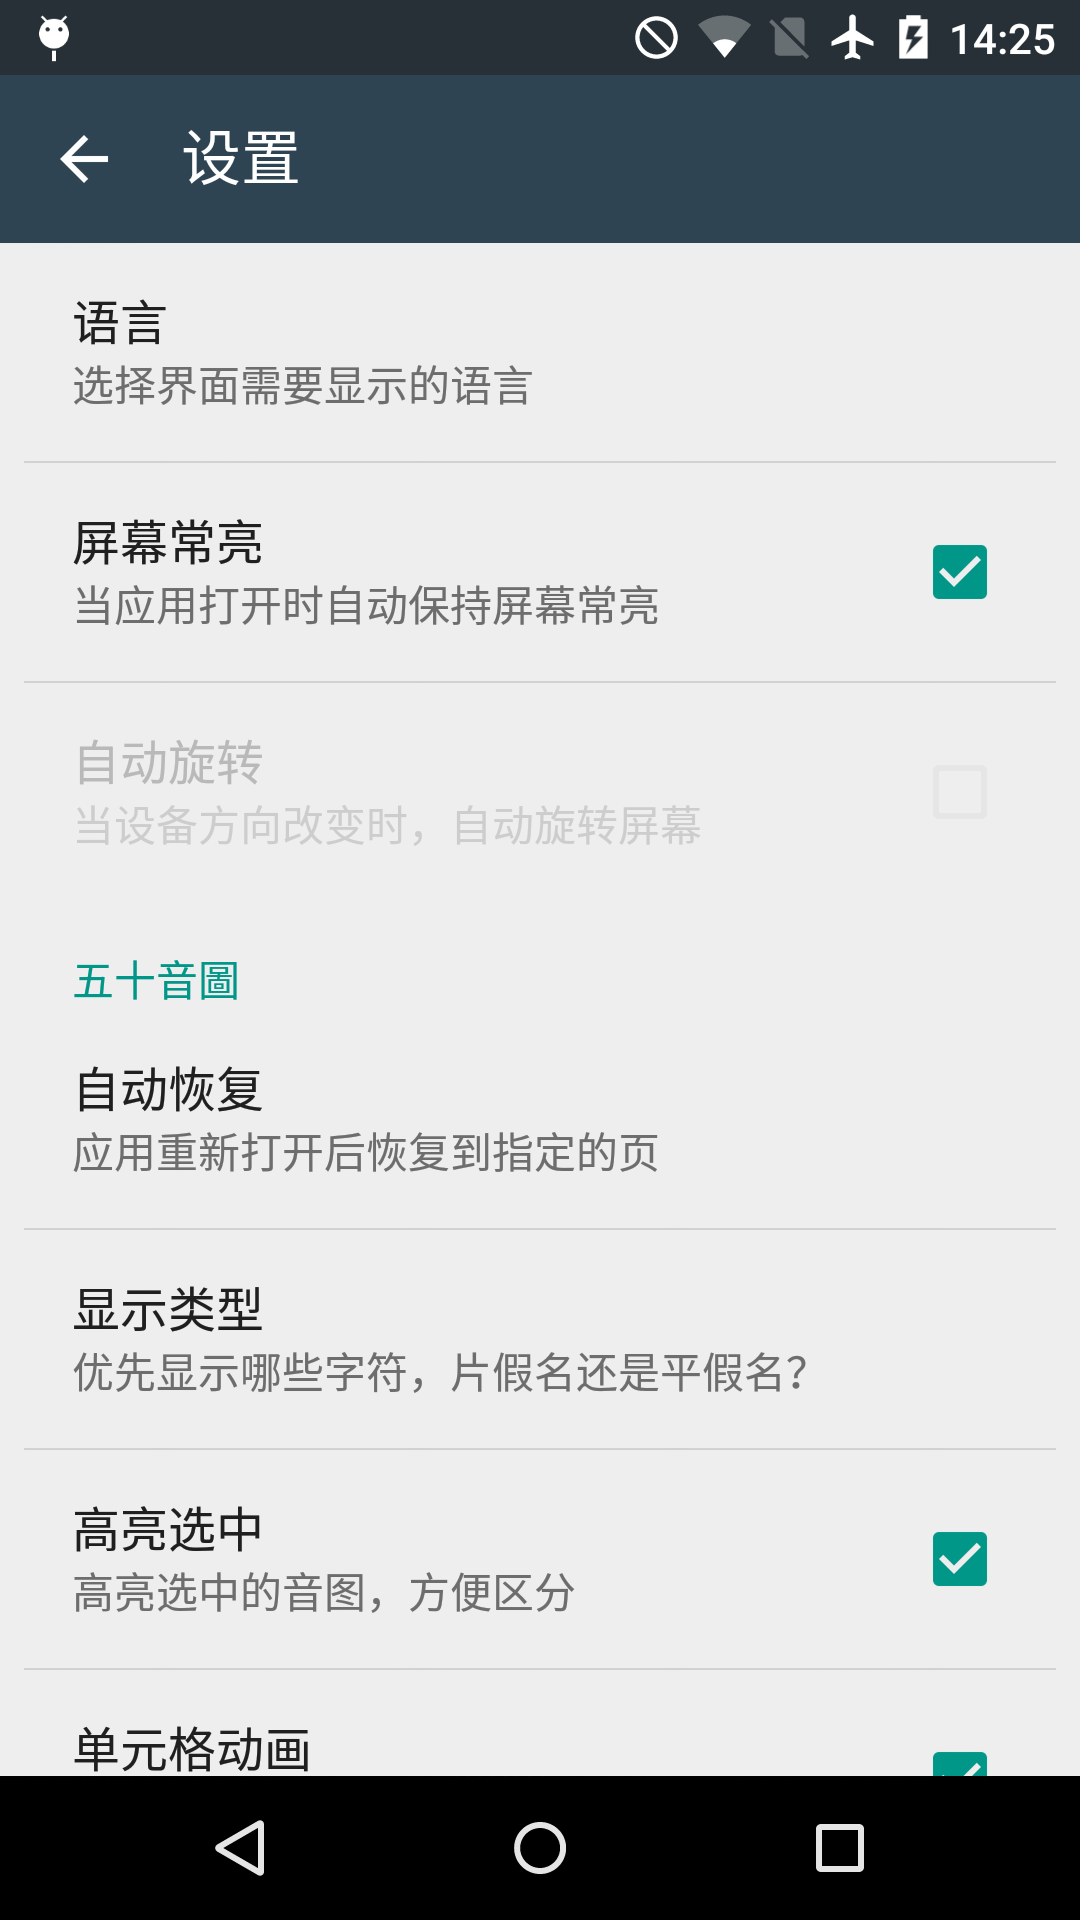 14:25
设置
语言
选择界面需要显示的语言
屏幕常亮
当应用打开时自动保持屏幕常亮
自动旋转
当设备方向改变时，自动旋转屏幕
五十音圖
自动恢复
应用重新打开后恢复到指定的页
显示类型
优先显示哪些字符，片假名还是平假名？
高亮选中
高亮选中的音图，方便区分
单元格动画